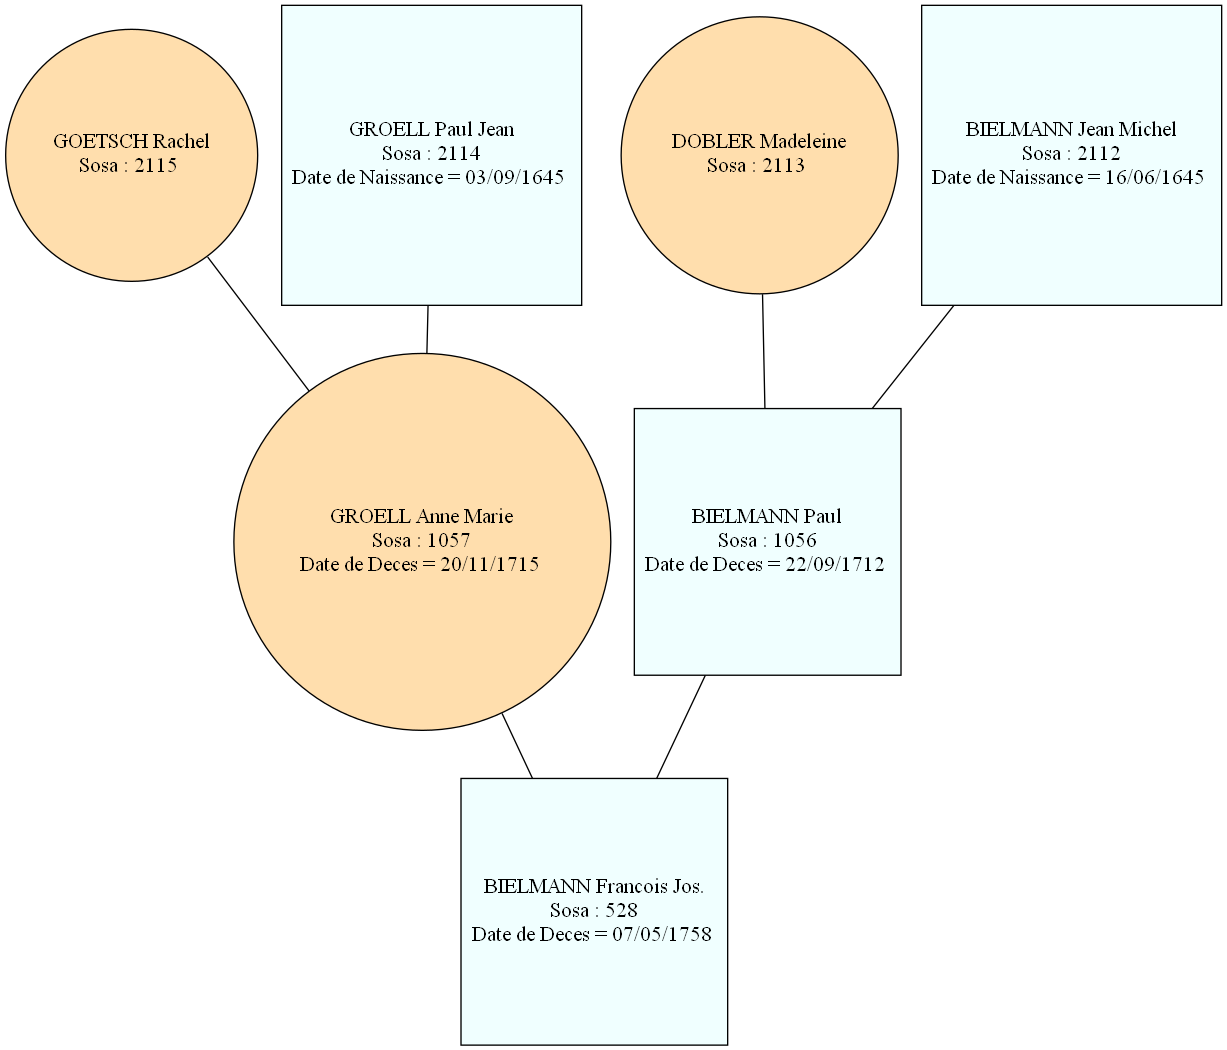 GOETSCH Rachel
Sosa : 2115
GROELL Paul Jean
Sosa : 2114
Date de Naissance = 03/09/1645
DOBLER Madeleine
Sosa : 2113
BIELMANN Jean Michel
Sosa : 2112
Date de Naissance = 16/06/1645
GROELL Anne Marie
Sosa : 1057
Date de Deces = 20/11/1715
BIELMANN Paul
Sosa : 1056
Date de Deces = 22/09/1712
BIELMANN Francois Jos.
Sosa : 528
Date de Deces = 07/05/1758